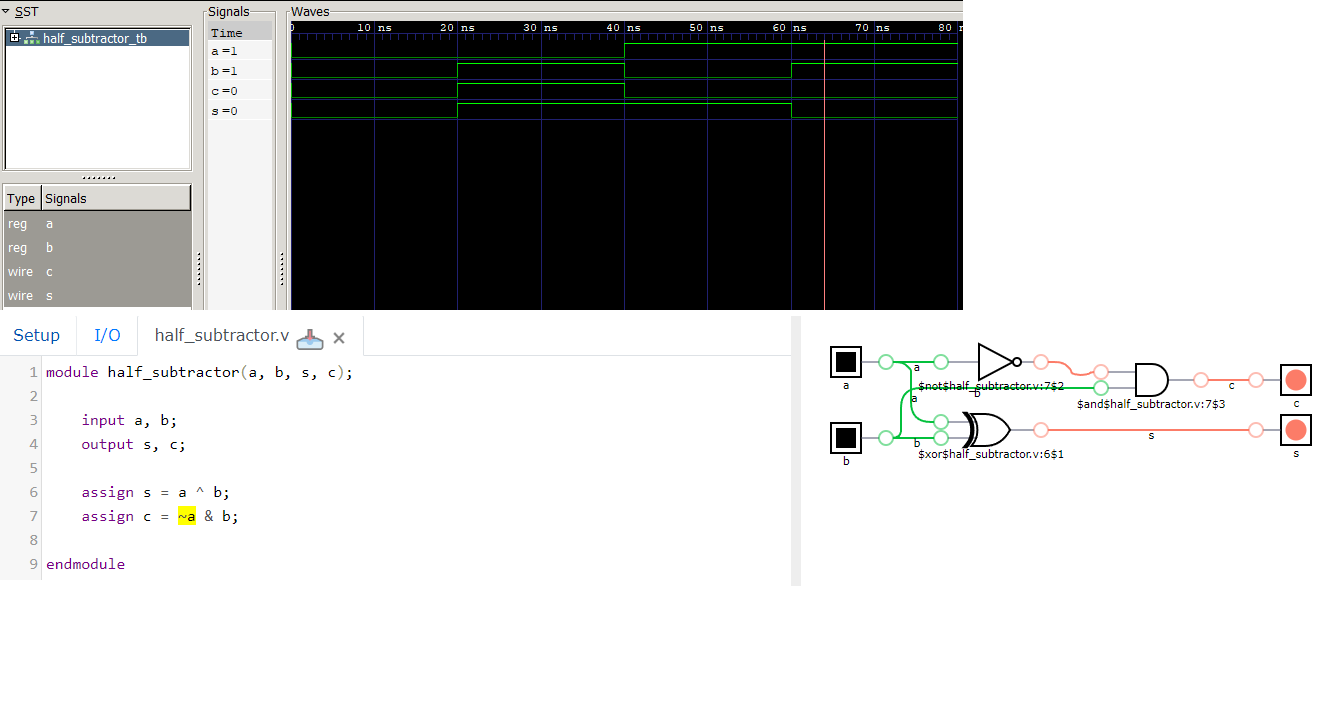 SST
half_subtractor_tb
Type Signals
reg a
reg b
wire c
wire s
Signals
Time
a =1
b =1
c =0
s =0
Waves
0 10 ns 20 ns 30 ns 40 ns 50 ns 60 ns 70 ns 80
Setup I/O half_subtractor.v
1 module half_subtractor(a, b, s, c);
2
3 input a, b;
4 output s, c;
5
6 assign s = a ^ b;
7 assign c = ~a & b;
8
9 endmodule
a
a
$not$half_subtractor.v:7$2
b
a
c
c
$and$half_subtractor.v:7$3
b
b
s
s
$xor$half_subtractor.v:6$1